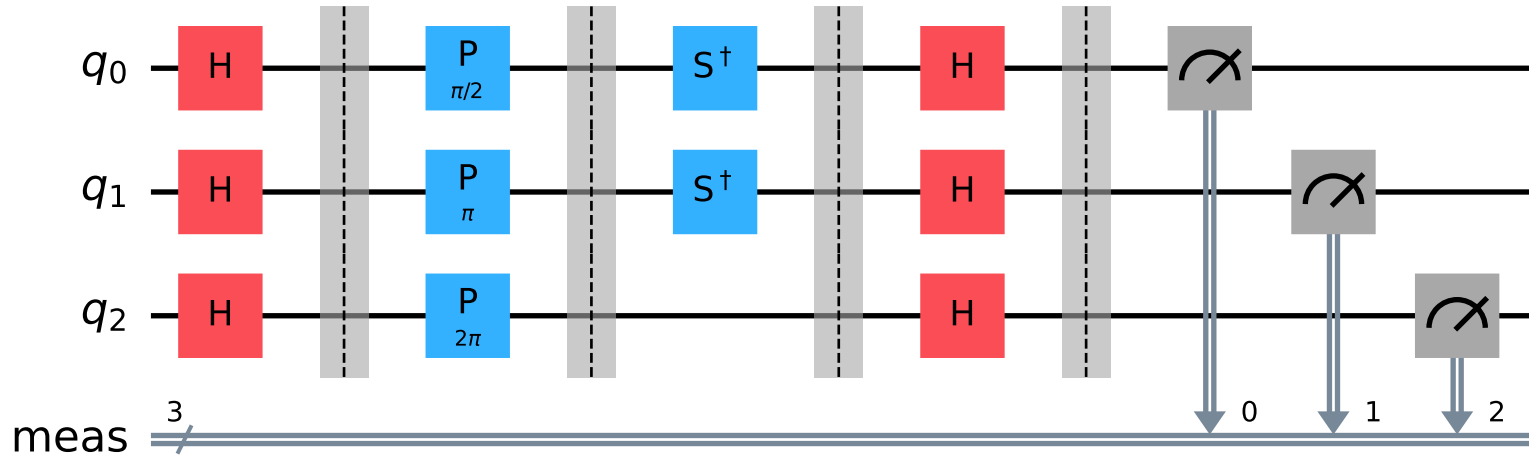 q0 H P π/2 S† H
q1 H P π S† H
q2 H P 2π H
meas 3 0 1 2